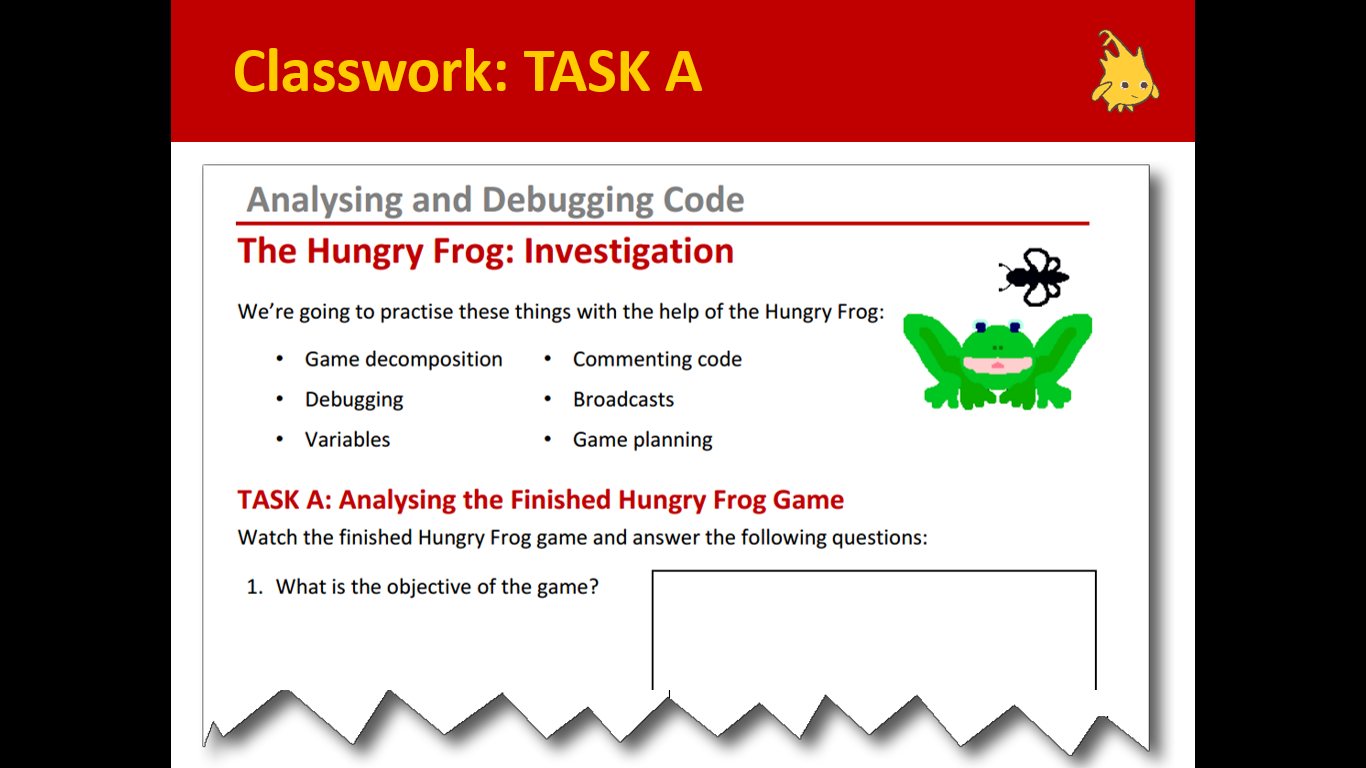 Classwork: TASK A
Analysing and Debugging Code
The Hungry Frog: Investigation
We’re going to practise these things with the help of the Hungry Frog:
• Game decomposition • Commenting code
• Debugging • Broadcasts
• Variables • Game planning
TASK A: Analysing the Finished Hungry Frog Game
Watch the finished Hungry Frog game and answer the following questions:
1. What is the objective of the game?